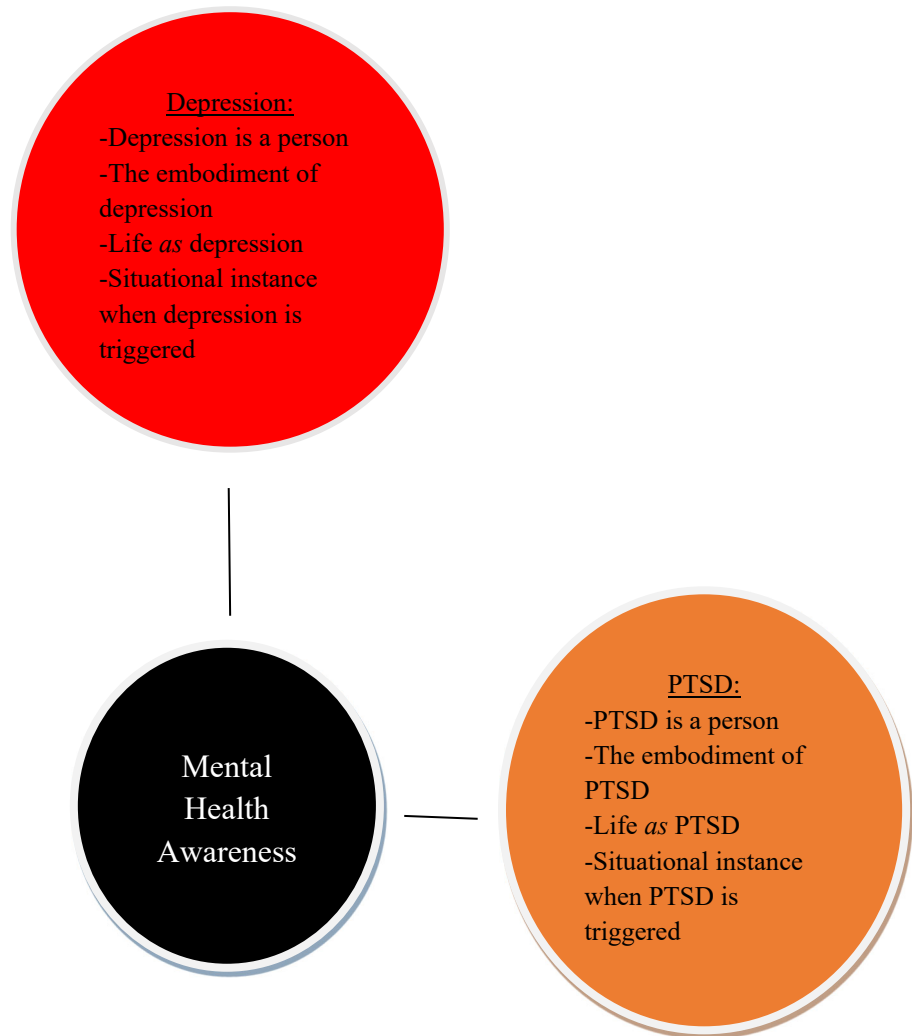 Depression:
-Depression is a person
-The embodiment of
depression
-Life as depression
-Situational instance
when depression is
triggered
Mental
Health
Awareness
PTSD:
-PTSD is a person
-The embodiment of
PTSD
-Life as PTSD
-Situational instance
when PTSD is
triggered